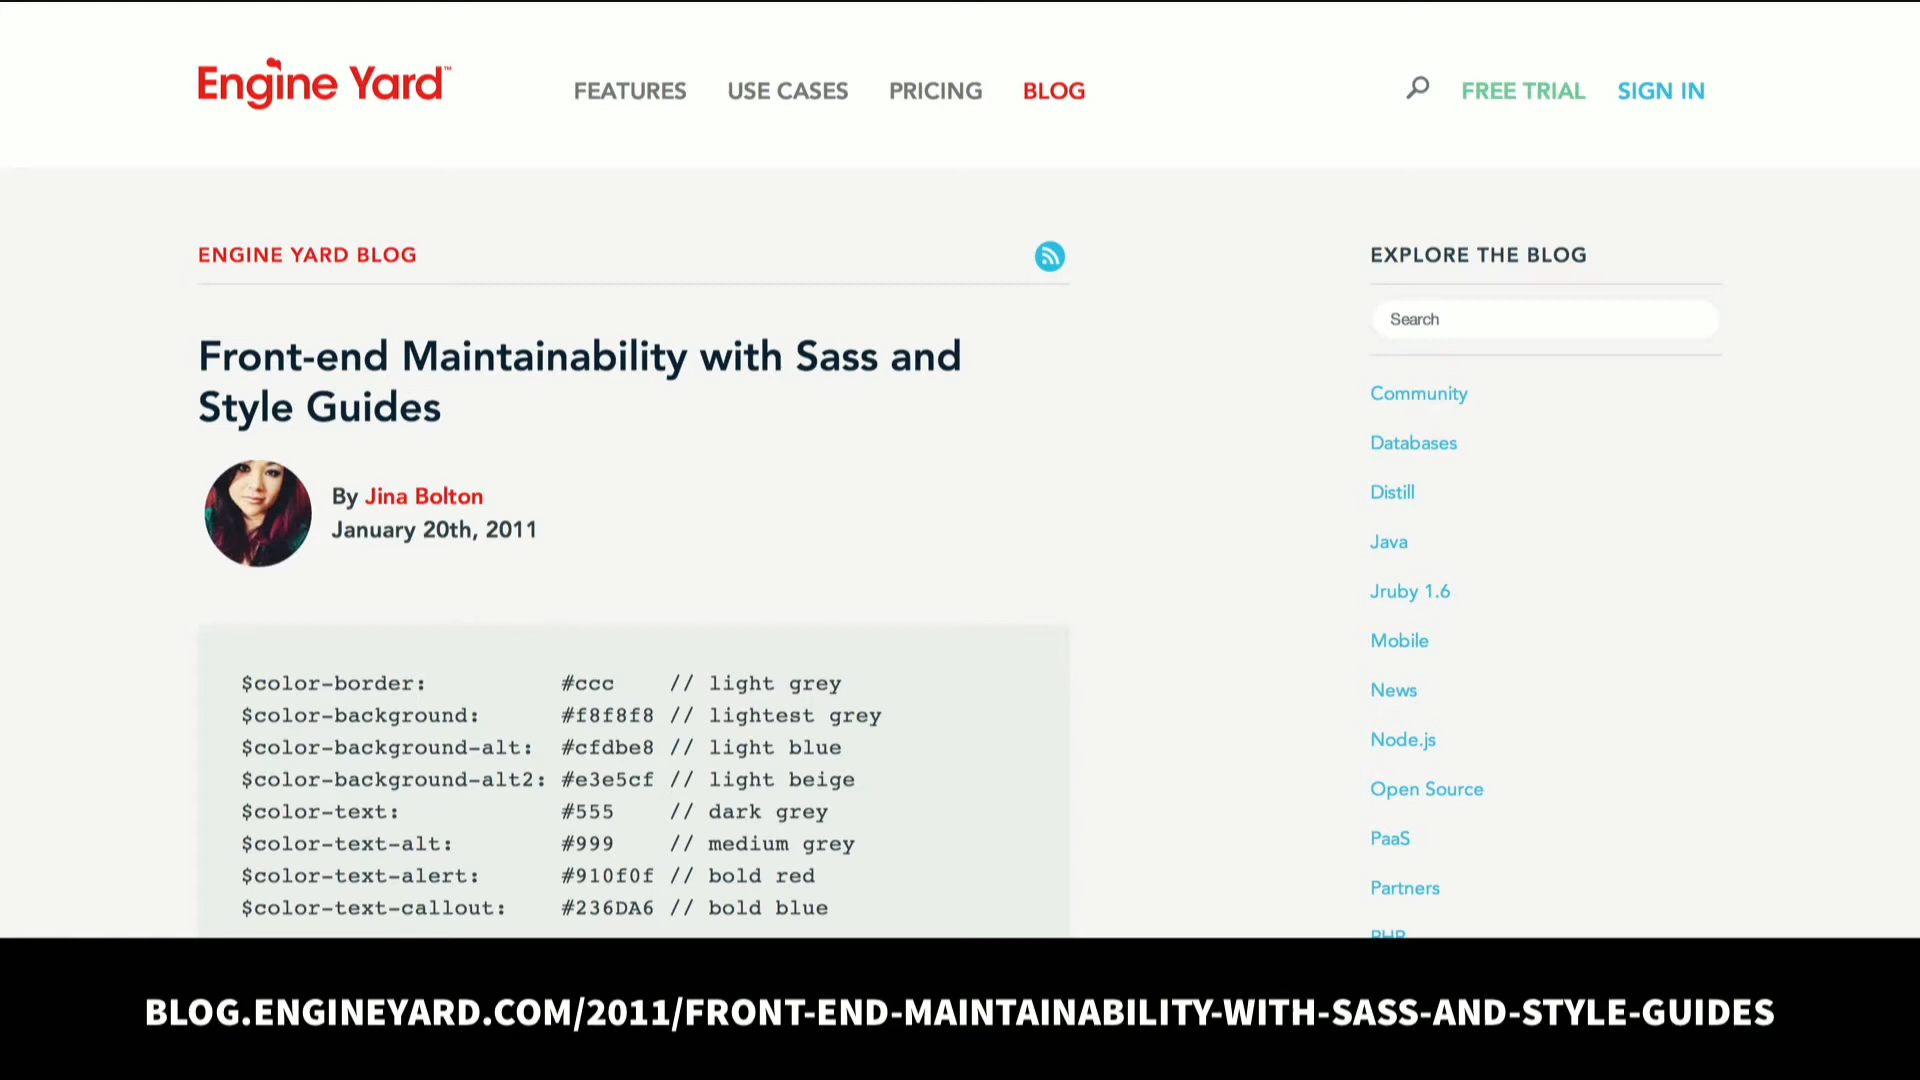 Engine Yard™
FEATURES USE CASES PRICING BLOG
FREE TRIAL SIGN IN
ENGINE YARD BLOG
Front-end Maintainability with Sass and
Style Guides
By Jina Bolton
January 20th, 2011
$color-border: #ccc // light grey
$color-background: #f8f8f8 // lightest grey
$color-background-alt: #cfdbe8 // light blue
$color-background-alt2: #e3e5cf // light beige
$color-text: #555 // dark grey
$color-text-alt: #999 // medium grey
$color-text-alert: #910f0f // bold red
$color-text-callout: #236DA6 // bold blue
EXPLORE THE BLOG
Search
Community
Databases
Distill
Java
Jruby 1.6
Mobile
News
Node.js
Open Source
PaaS
Partners
PHP
BLOG.ENGINEYARD.COM/2011/FRONT-END-MAINTAINABILITY-WITH-SASS-AND-STYLE-GUIDES